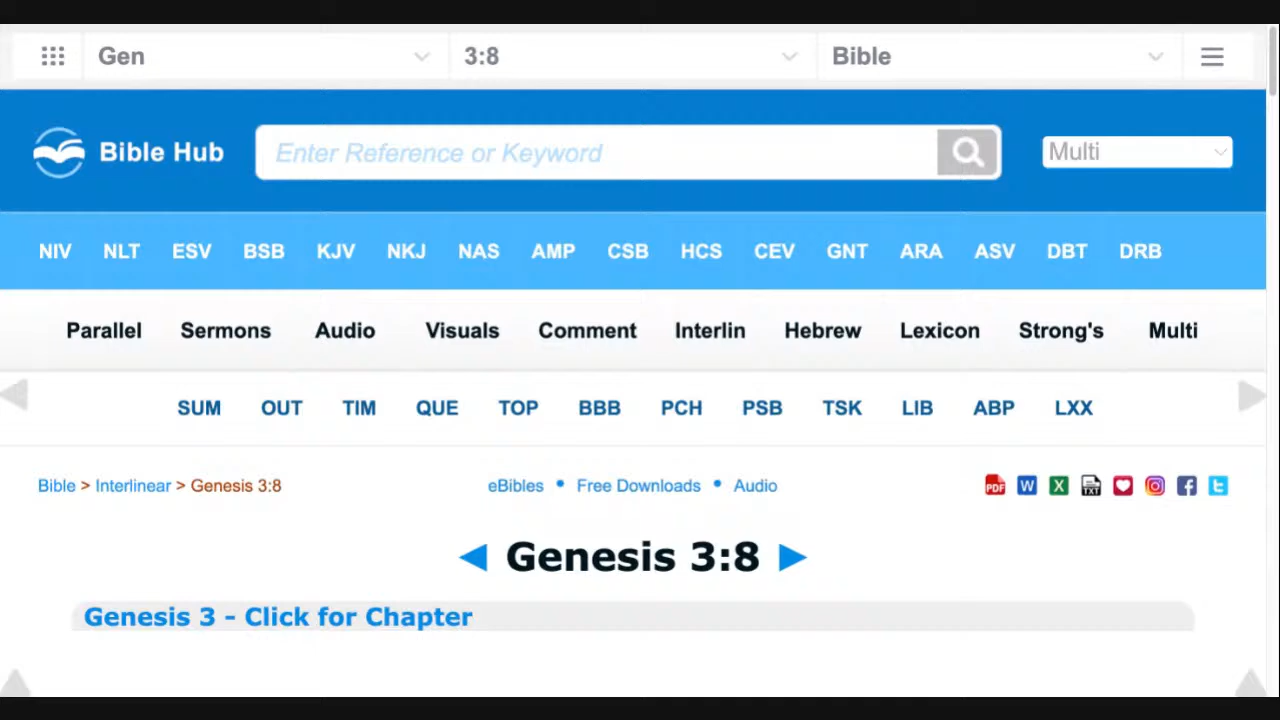 Gen 3:8 Bible
Bible Hub Enter Reference or Keyword Multi
NIV NLT ESV BSB KJV NKJ NAS AMP CSB HCS CEV GNT ARA ASV DBT DRB
Parallel Sermons Audio Visuals Comment Interlin Hebrew Lexicon Strong's Multi
SUM OUT TIM QUE TOP BBB PCH PSB TSK LIB ABP LXX
Bible > Interlinear > Genesis 3:8 eBibles • Free Downloads • Audio PDF W X TXT
◄ Genesis 3:8 ►
Genesis 3 - Click for Chapter